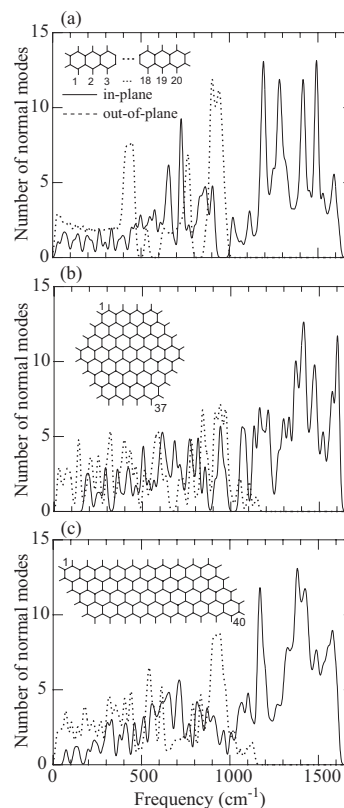 (a)
15
1 2 3 ... 18 19 20
in-plane
out-of-plane
10
5
0
Number of normal modes
(b)
15
1
37
10
5
0
Number of normal modes
(c)
15
1
40
10
5
0
Number of normal modes
0 500 1000 1500
Frequency (cm⁻¹)